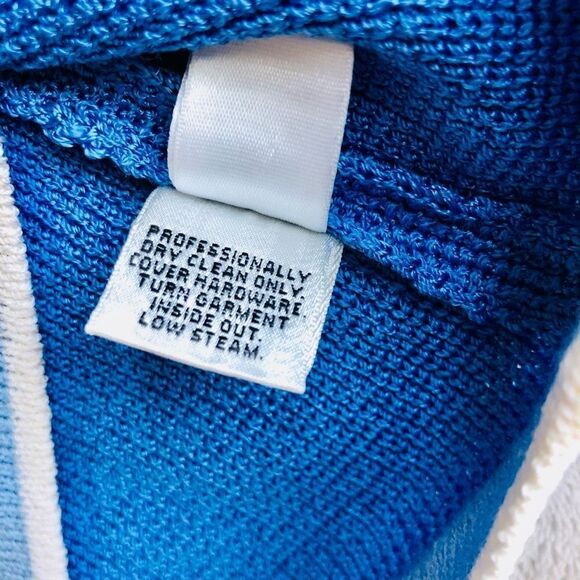 PROFESSIONALLY
DRY CLEAN ONLY.
COVER HARDWARE.
TURN GARMENT
INSIDE OUT.
LOW STEAM.